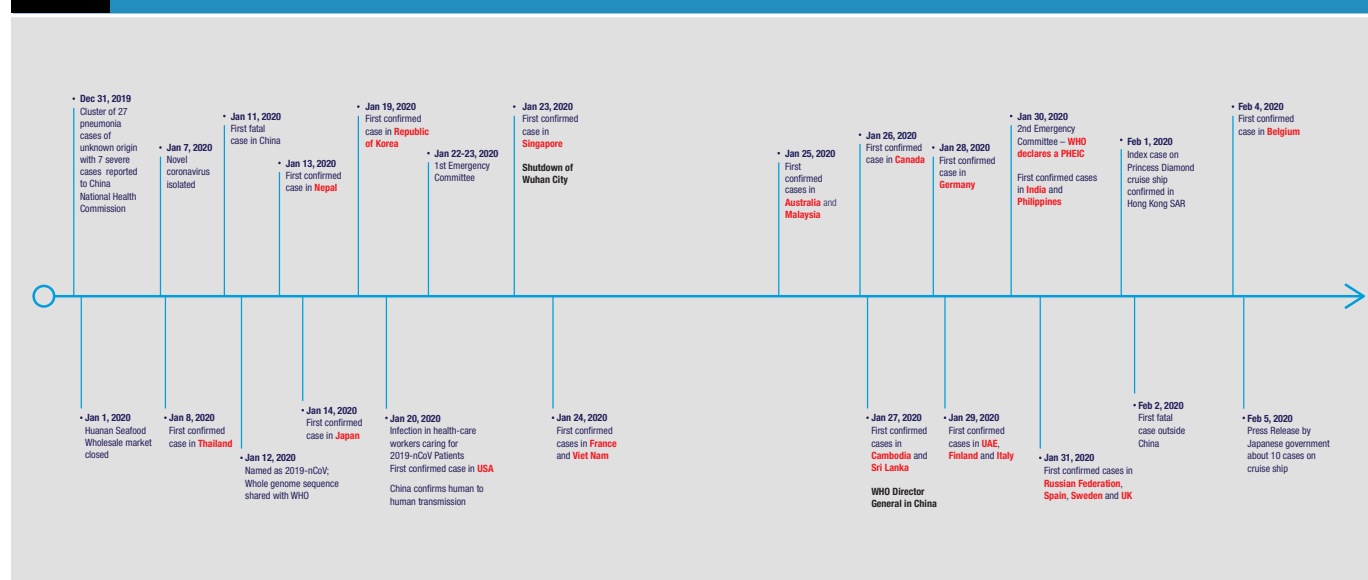 • Dec 31, 2019
Cluster of 27
pneumonia
cases of
unknown origin
with 7 severe
cases reported
to China
National Health
Commission
• Jan 1, 2020
Huanan Seafood
Wholesale market
closed
• Jan 7, 2020
Novel
coronavirus
isolated
• Jan 8, 2020
First confirmed
case in Thailand
• Jan 11, 2020
First fatal
case in China
• Jan 12, 2020
Named as 2019-nCoV;
Whole genome sequence
shared with WHO
• Jan 13, 2020
First confirmed
case in Nepal
• Jan 14, 2020
First confirmed
case in Japan
• Jan 19, 2020
First confirmed
case in Republic
of Korea
• Jan 20, 2020
Infection in health-care
workers caring for
2019-nCoV Patients
First confirmed case in USA
China confirms human to
human transmission
• Jan 22-23, 2020
1st Emergency
Committee
• Jan 23, 2020
First confirmed
case in
Singapore
Shutdown of
Wuhan City
• Jan 24, 2020
First confirmed
cases in France
and Viet Nam
• Jan 25, 2020
First
confirmed
cases in
Australia and
Malaysia
• Jan 26, 2020
First confirmed
case in Canada
• Jan 27, 2020
First confirmed
cases in
Cambodia and
Sri Lanka
WHO Director
General in China
• Jan 28, 2020
First confirmed
case in
Germany
• Jan 29, 2020
First confirmed
cases in UAE,
Finland and Italy
• Jan 30, 2020
2nd Emergency
Committee – WHO
declares a PHEIC
First confirmed cases
in India and
Philippines
• Jan 31, 2020
First confirmed cases in
Russian Federation,
Spain, Sweden and UK
• Feb 1, 2020
Index case on
Princess Diamond
cruise ship
confirmed in
Hong Kong SAR
• Feb 2, 2020
First fatal
case outside
China
• Feb 4, 2020
First confirmed
case in Belgium
• Feb 5, 2020
Press Release by
Japanese government
about 10 cases on
cruise ship